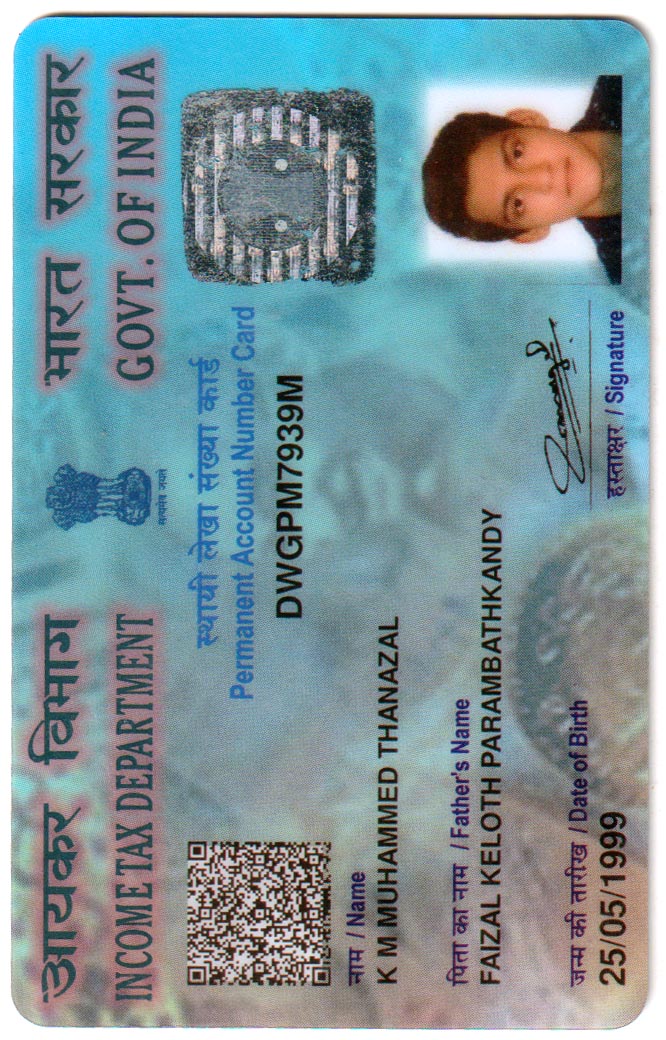 आयकर विभाग
INCOME TAX DEPARTMENT
सत्यमेव जयते
भारत सरकार
GOVT. OF INDIA
स्थायी लेखा संख्या कार्ड
Permanent Account Number Card
DWGPM7939M
नाम / Name
K M MUHAMMED THANAZAL
पिता का नाम / Father's Name
FAIZAL KELOTH PARAMBATHKANDY
जन्म की तारीख / Date of Birth
25/05/1999
हस्ताक्षर / Signature